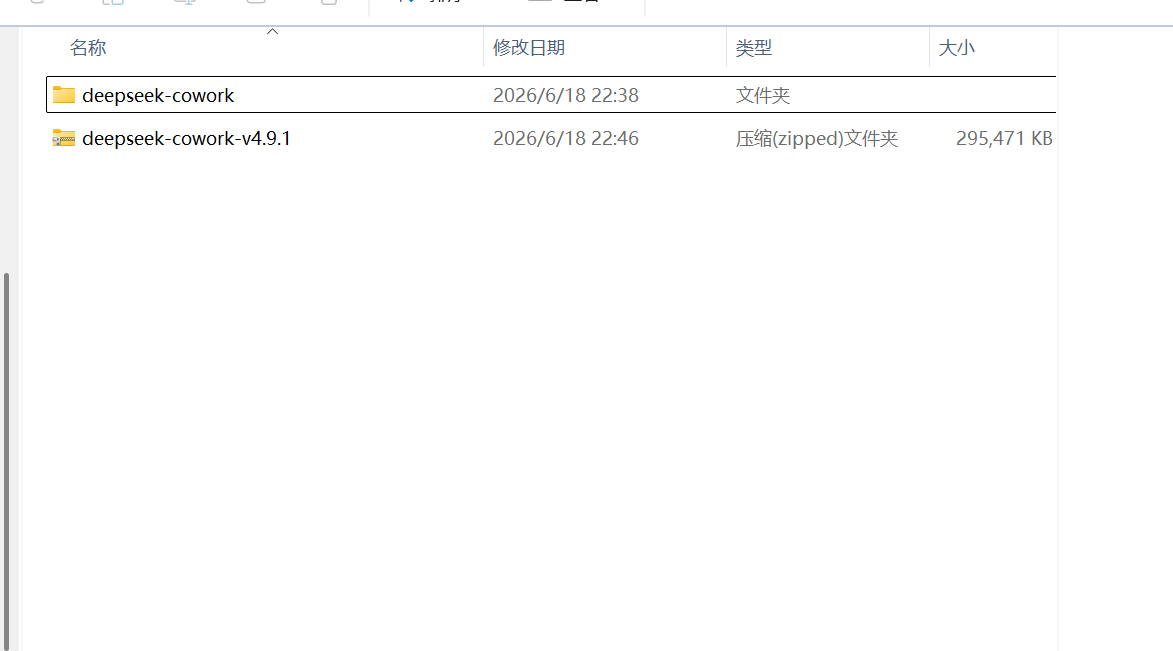 名称 修改日期 类型 大小
deepseek-cowork 2026/6/18 22:38 文件夹
deepseek-cowork-v4.9.1 2026/6/18 22:46 压缩(zipped)文件夹 295,471 KB